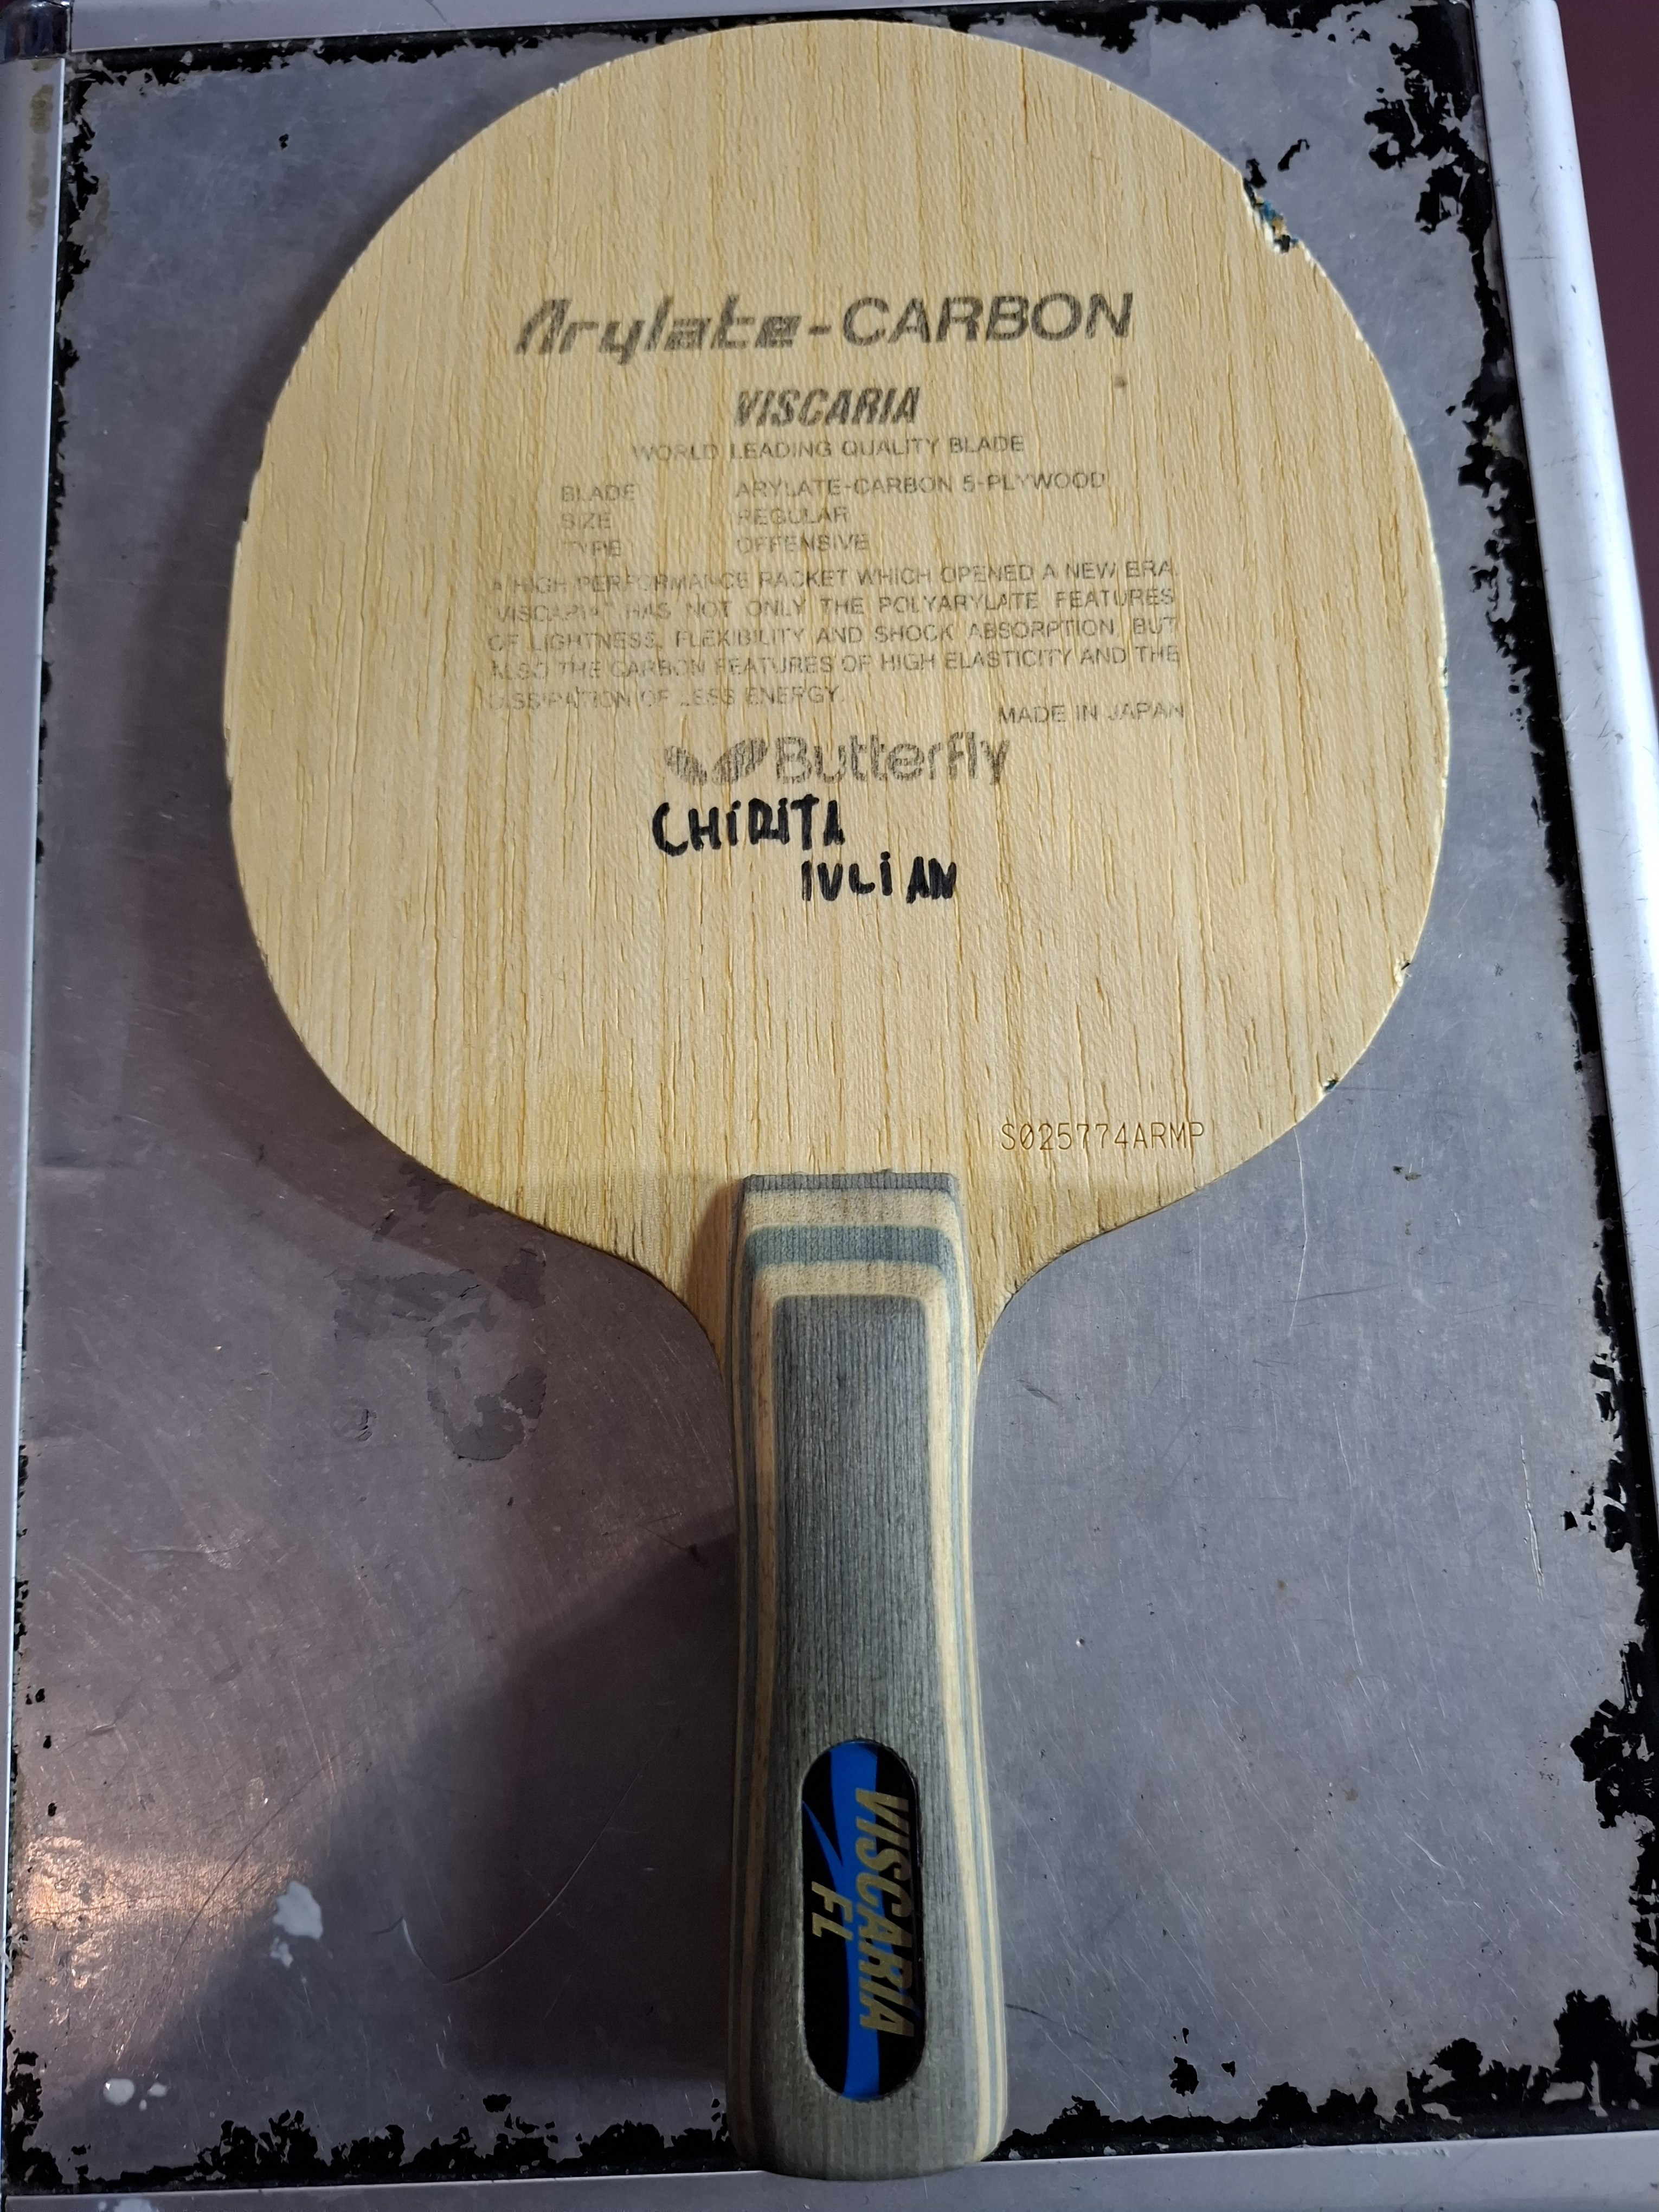 Arylate-CARBON
VISCARIA
WORLD LEADING QUALITY BLADE
BLADE ARYLATE-CARBON 5-PLYWOOD
SIZE REGULAR
TYPE OFFENSIVE
A HIGH PERFORMANCE RACKET WHICH OPENED A NEW ERA.
"VISCARIA" HAS NOT ONLY THE POLYARYLATE FEATURES
OF LIGHTNESS, FLEXIBILITY AND SHOCK ABSORPTION, BUT
ALSO THE CARBON FEATURES OF HIGH ELASTICITY AND THE
DISSIPATION OF LESS ENERGY.
MADE IN JAPAN
Butterfly
CHIRITA
IULIAN
S025774ARMP
VISCARIA
FL